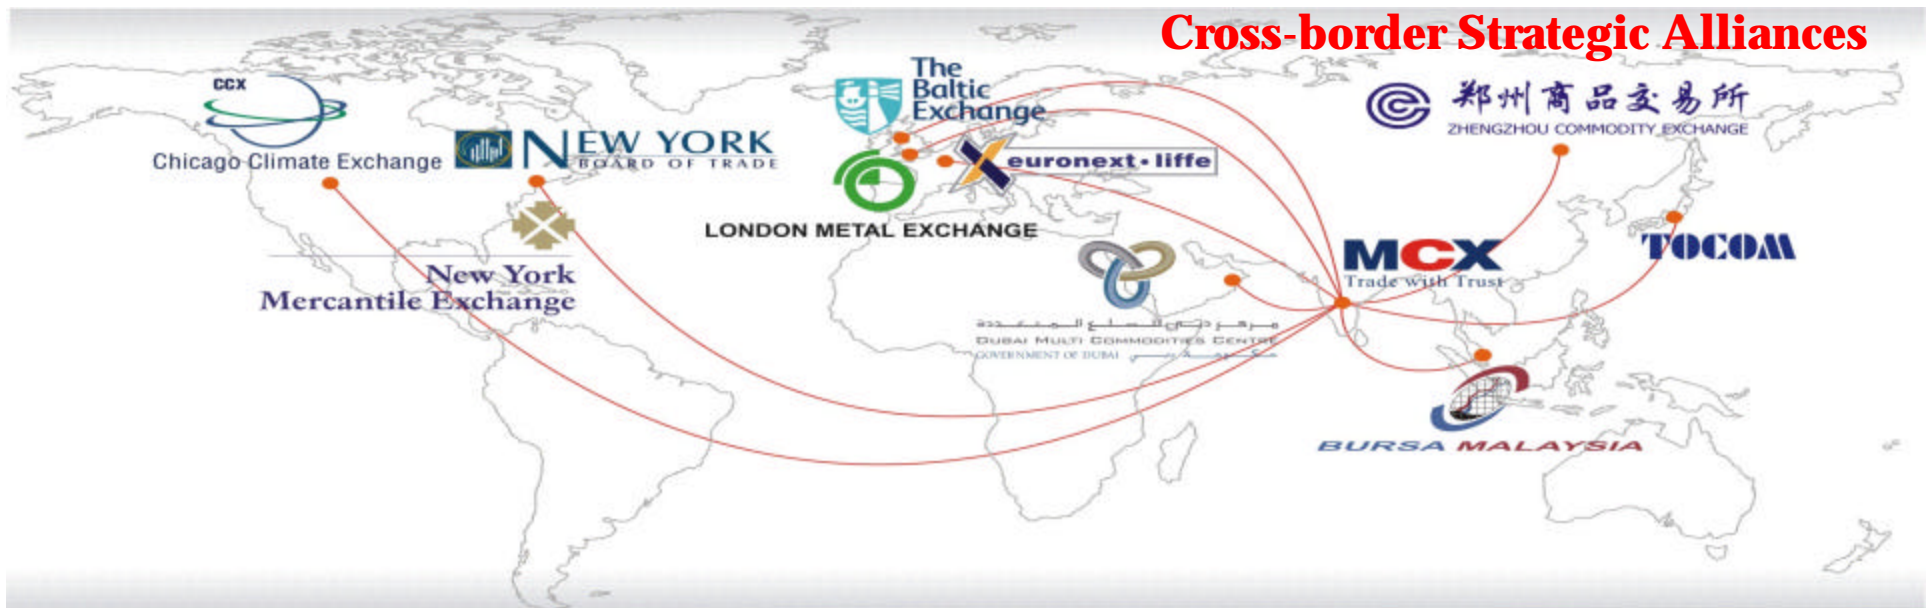 Cross-border Strategic Alliances
CCX
Chicago Climate Exchange
NEW YORK
BOARD OF TRADE
New York
Mercantile Exchange
The
Baltic
Exchange
euronext•liffe
LONDON METAL EXCHANGE
DUBAI MULTI COMMODITIES CENTRE
GOVERNMENT OF DUBAI
郑州商品交易所
ZHENGZHOU COMMODITY EXCHANGE
MCX
Trade with Trust
TOCOM
BURSA MALAYSIA